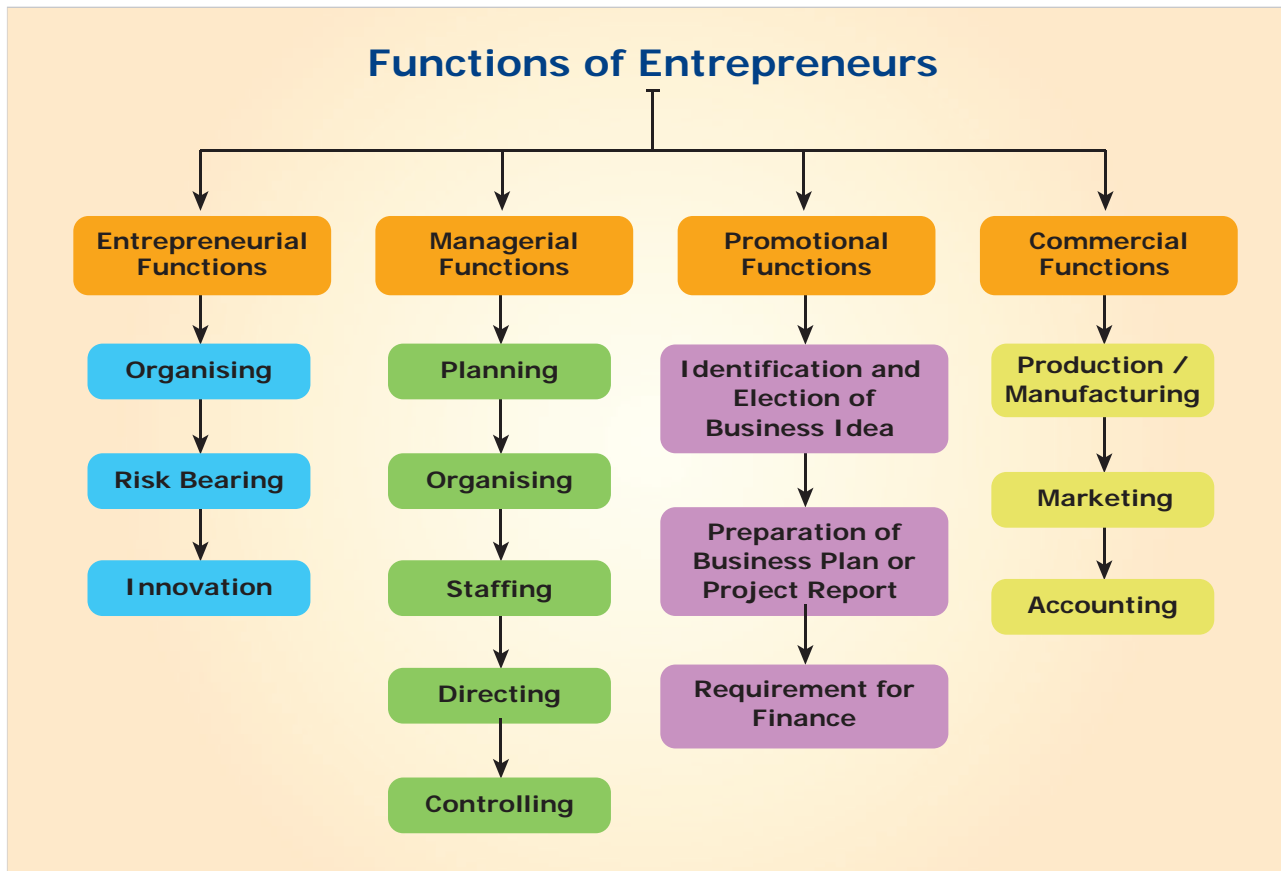 Functions of Entrepreneurs
Entrepreneurial
Functions
Organising
Risk Bearing
Innovation
Managerial
Functions
Planning
Organising
Staffing
Directing
Controlling
Promotional
Functions
Identification and
Election of
Business Idea
Preparation of
Business Plan or
Project Report
Requirement for
Finance
Commercial
Functions
Production /
Manufacturing
Marketing
Accounting